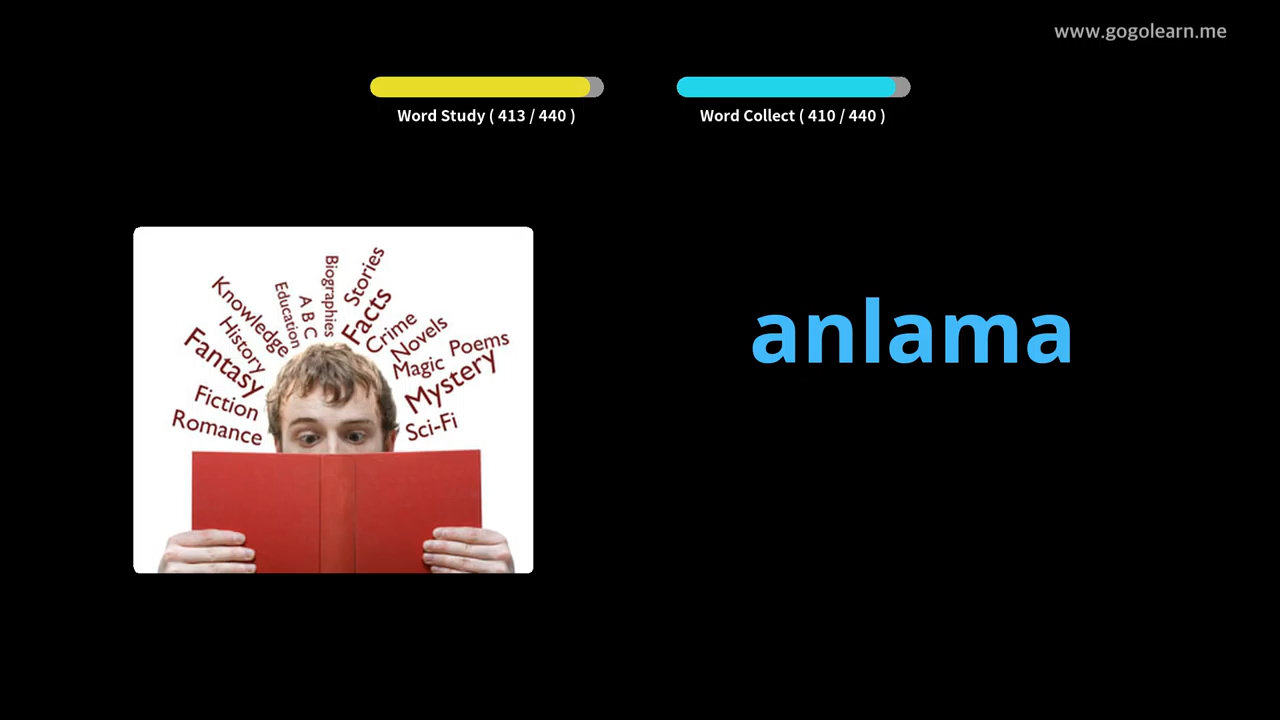 www.gogolearn.me
Word Study ( 413 / 440 )
Word Collect ( 410 / 440 )
Biographies
Stories
Education
A B C
Facts
Knowledge
Crime
History
Novels
Poems
Fantasy
Magic
Mystery
Fiction
Sci-Fi
Romance
anlama